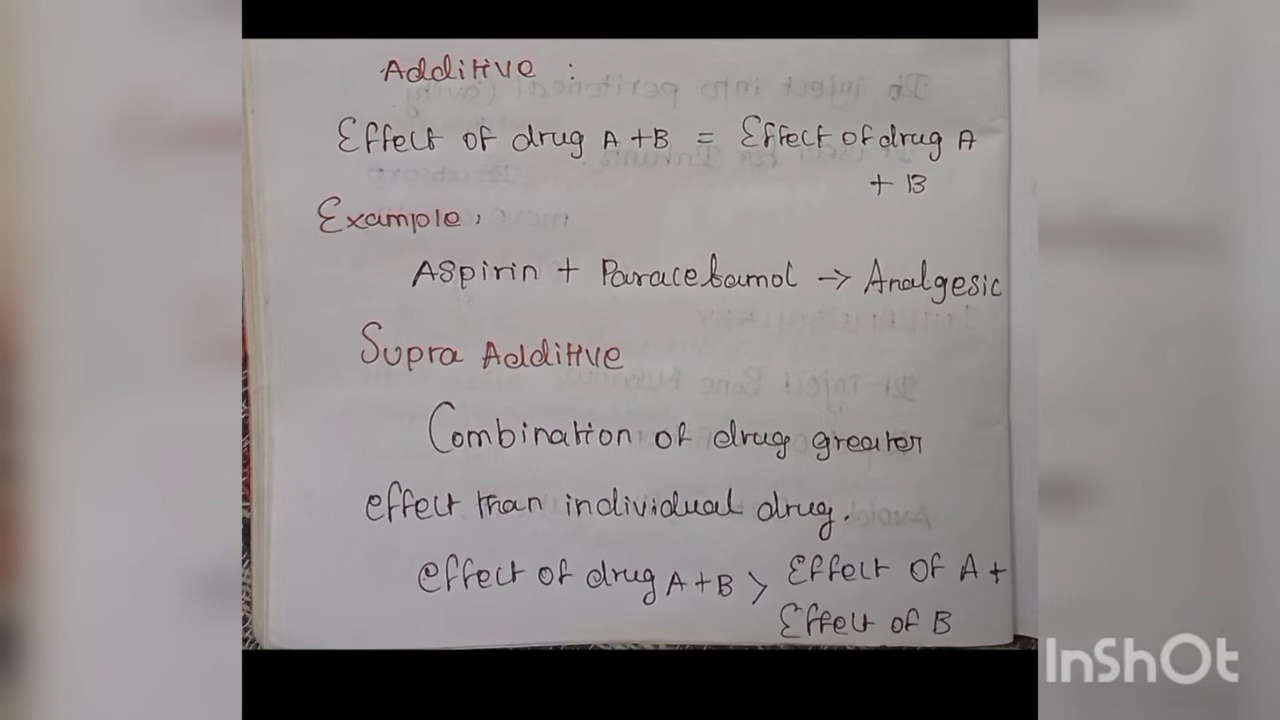 Additive :
Effect of drug A + B = Effect of drug A
+ B
Example,
Aspirin + Paracetamol -> Analgesic
Supra Additive
Combination of drug greater
effect than individual drug.
effect of drug A + B > Effect of A +
Effect of B
InShOt